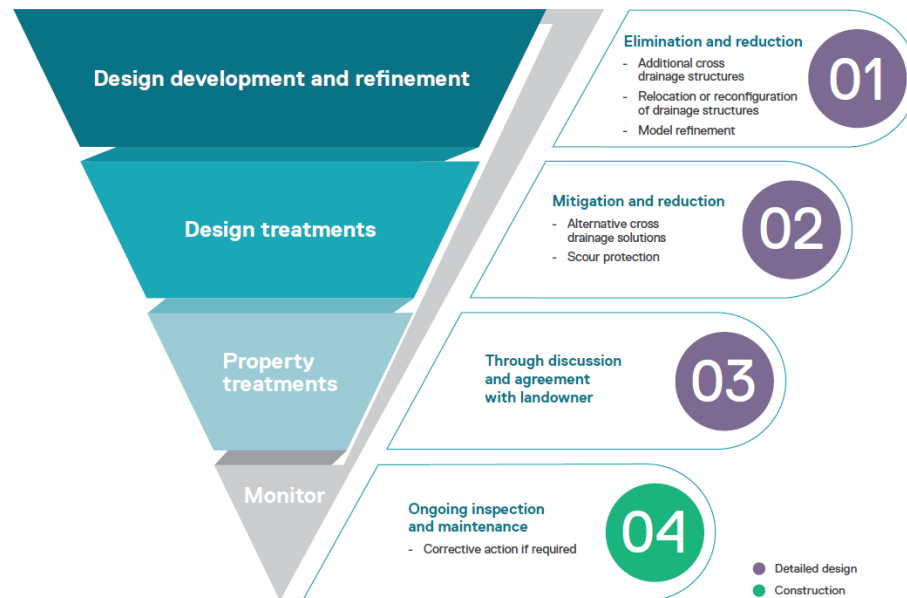 Design development and refinement
Elimination and reduction
- Additional cross
drainage structures
- Relocation or reconfiguration
of drainage structures
- Model refinement
01
Design treatments
Mitigation and reduction
- Alternative cross
drainage solutions
- Scour protection
02
Property
treatments
Through discussion
and agreement
with landowner
03
Monitor
Ongoing inspection
and maintenance
- Corrective action if required
04
Detailed design
Construction